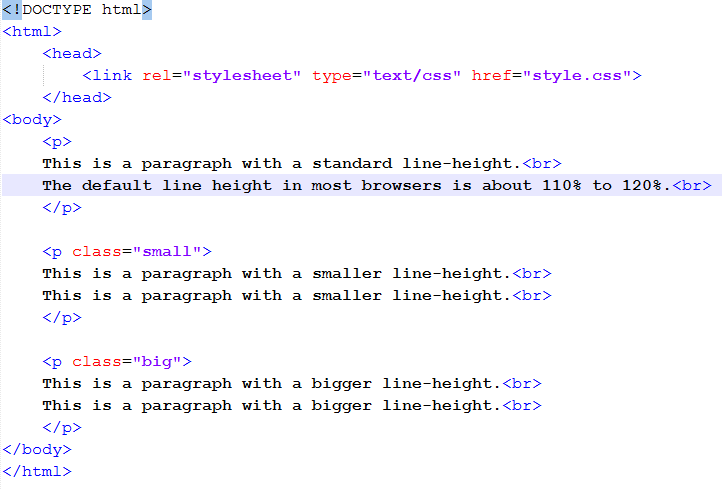 <!DOCTYPE html>
<html>
<head>
<link rel="stylesheet" type="text/css" href="style.css">
</head>
<body>
<p>
This is a paragraph with a standard line-height.<br>
The default line height in most browsers is about 110% to 120%.<br>
</p>
<p class="small">
This is a paragraph with a smaller line-height.<br>
This is a paragraph with a smaller line-height.<br>
</p>
<p class="big">
This is a paragraph with a bigger line-height.<br>
This is a paragraph with a bigger line-height.<br>
</p>
</body>
</html>